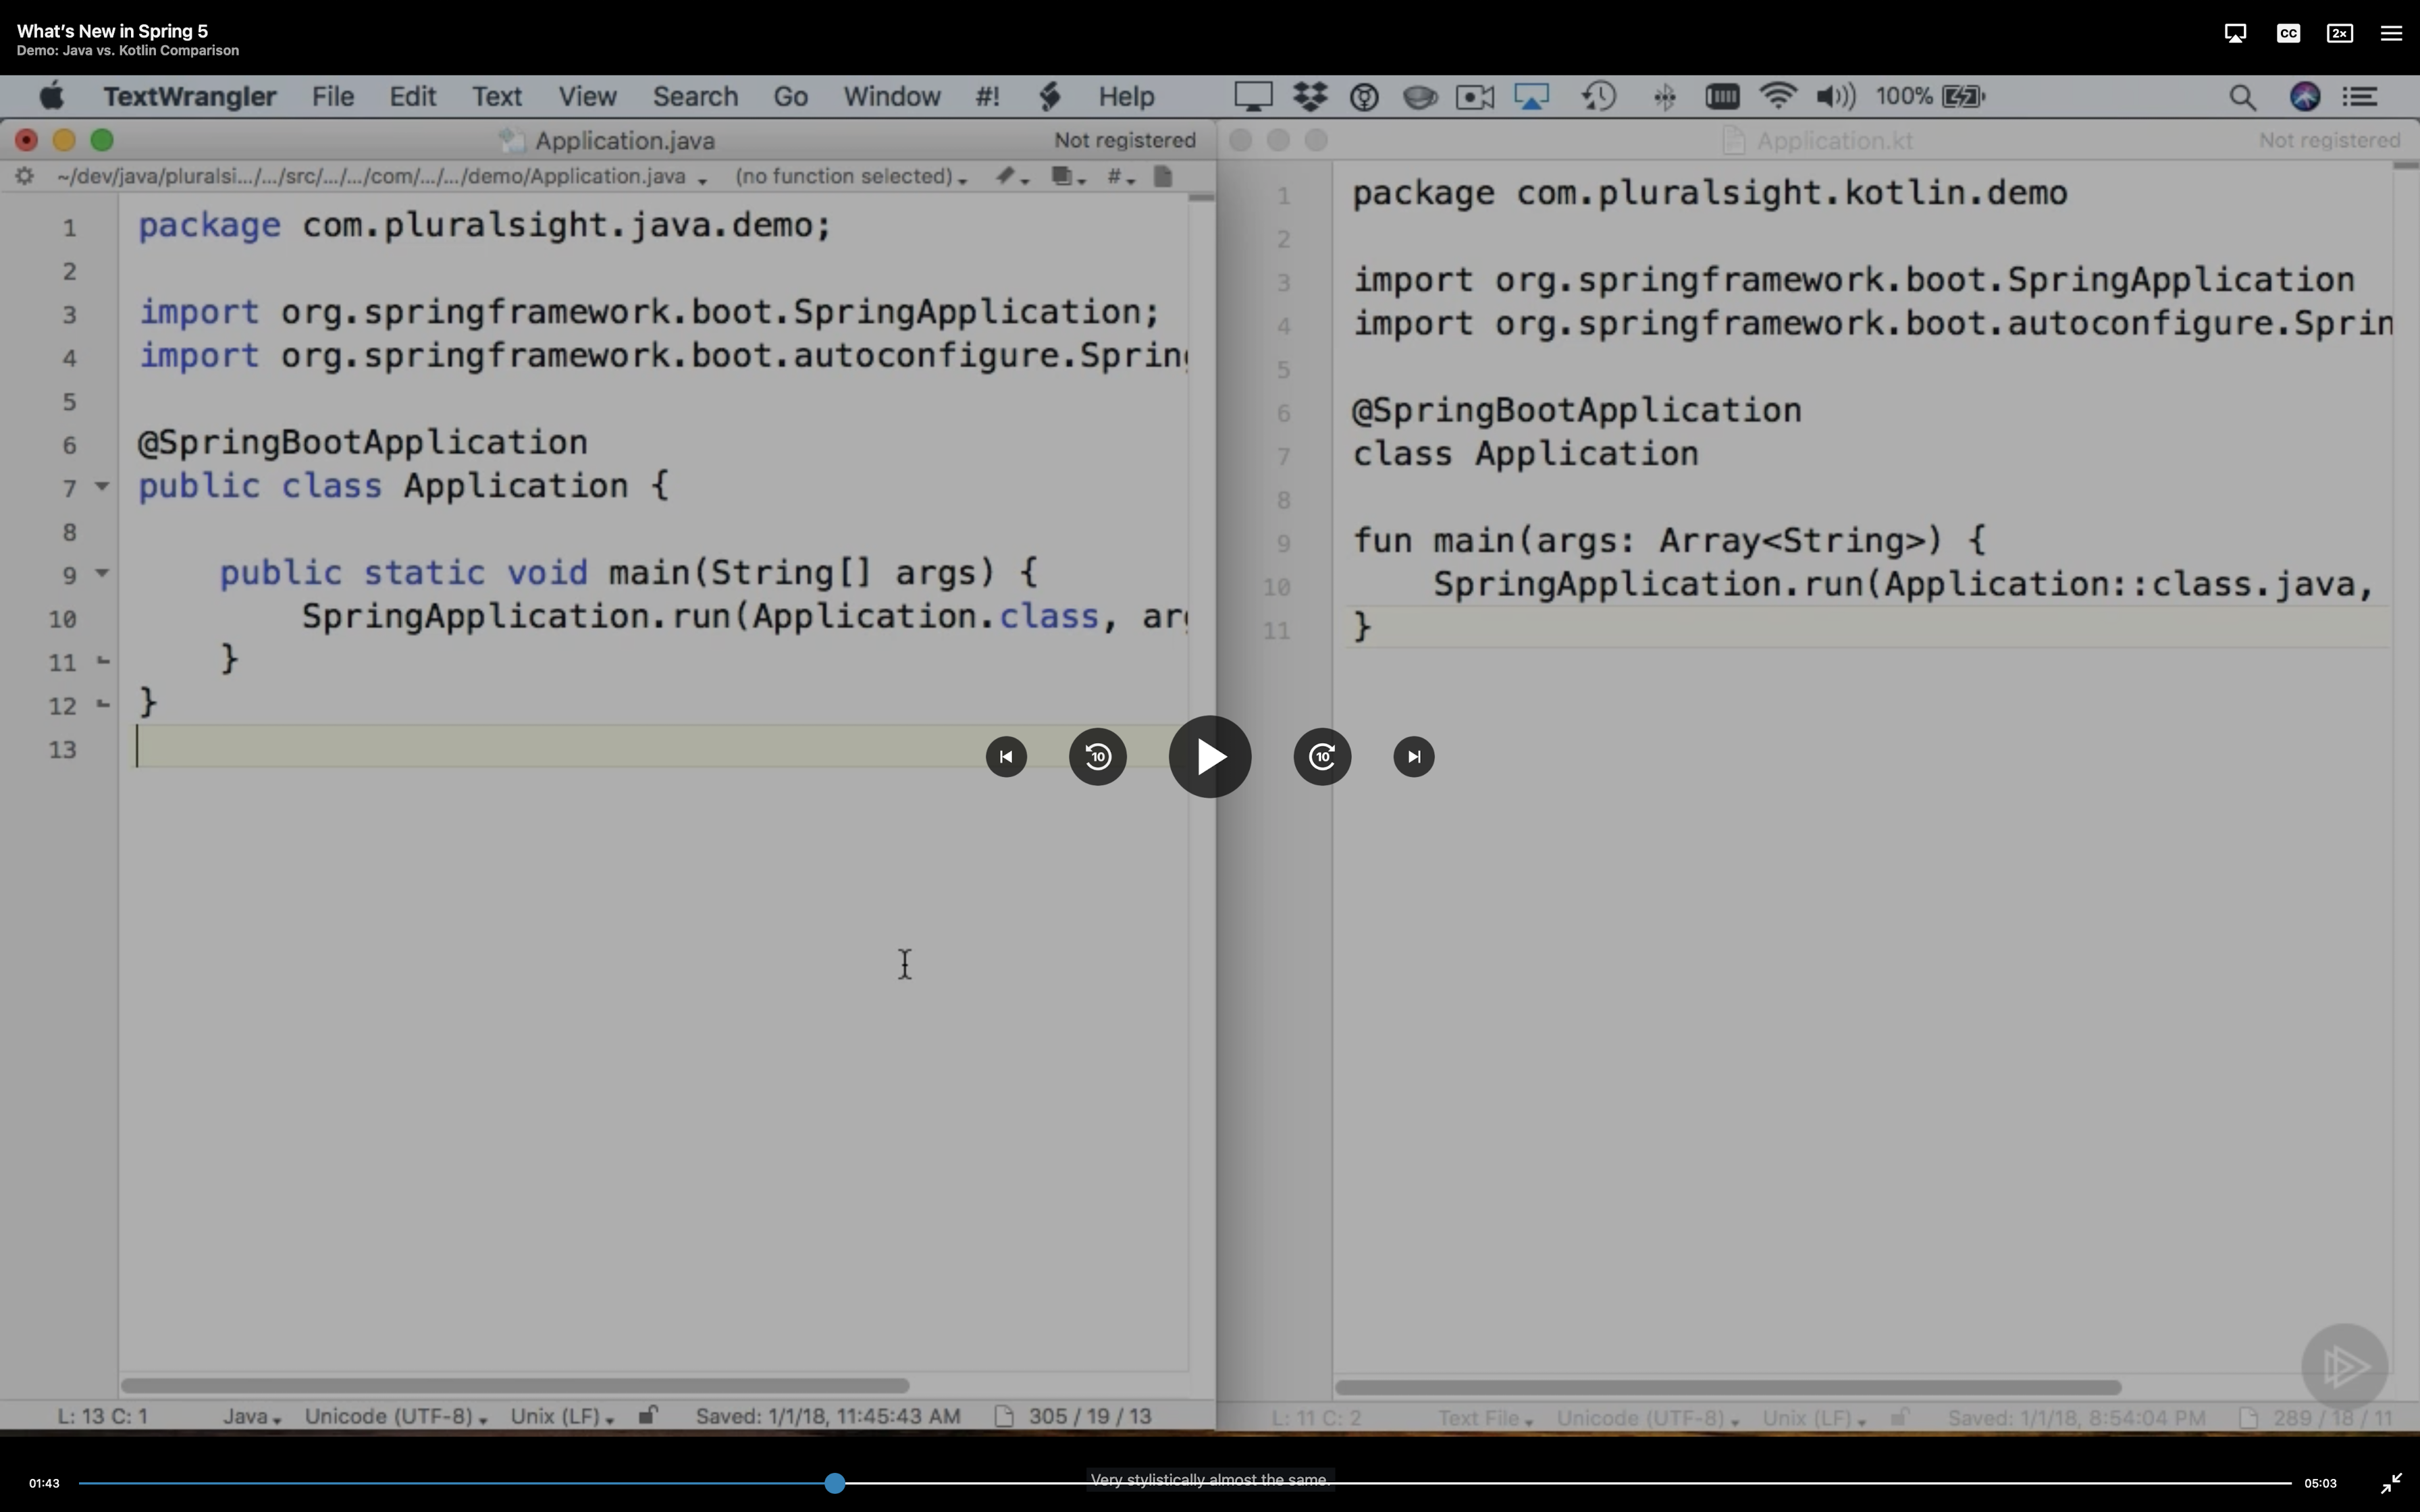 What's New in Spring 5
Demo: Java vs. Kotlin Comparison
CC
2x
TextWrangler File Edit Text View Search Go Window #! Help 100%
Application.java Not registered
~/dev/java/pluralsi.../.../src/.../.../com/.../.../demo/Application.java (no function selected) #
1 package com.pluralsight.java.demo;
2
3 import org.springframework.boot.SpringApplication;
4 import org.springframework.boot.autoconfigure.Spring
5
6 @SpringBootApplication
7 public class Application {
8
9 public static void main(String[] args) {
10 SpringApplication.run(Application.class, arg
11 }
12 }
13
L: 13 C: 1 Java Unicode (UTF-8) Unix (LF) Saved: 1/1/18, 11:45:43 AM 305 / 19 / 13
Application.kt Not registered
1 package com.pluralsight.kotlin.demo
2
3 import org.springframework.boot.SpringApplication
4 import org.springframework.boot.autoconfigure.Sprin
5
6 @SpringBootApplication
7 class Application
8
9 fun main(args: Array<String>) {
10 SpringApplication.run(Application::class.java,
11 }
L: 11 C: 2 Text File Unicode (UTF-8) Unix (LF) Saved: 1/1/18, 8:54:04 PM 289 / 18 / 11
10
10
01:43
Very stylistically almost the same.
05:03